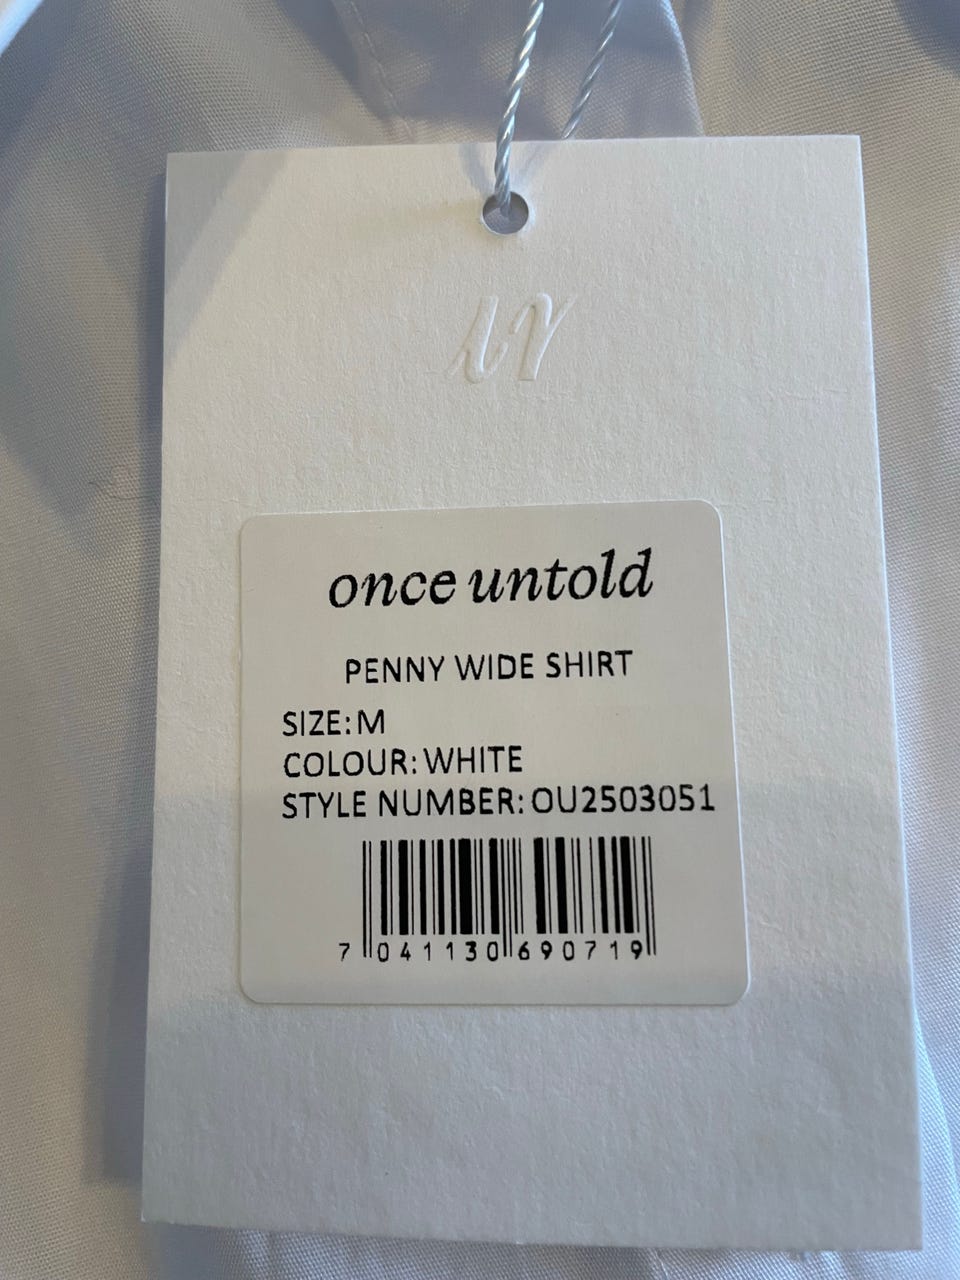 once untold
PENNY WIDE SHIRT
SIZE: M
COLOUR: WHITE
STYLE NUMBER: OU2503051
7 041130 690719